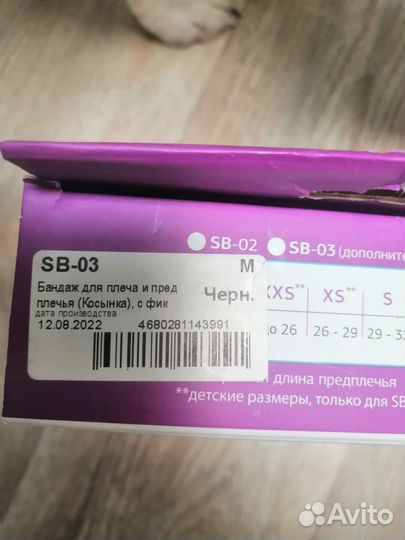 SB-02 SB-03 (дополните
SB-03 M
Бандаж для плеча и пред
плечья (Косынка), с фик
Черн.
дата производства
12.08.2022 4680281143991
XXS** XS** S
до 26 26 - 29 29 - 32
длина предплечья
**детские размеры, только для SB
Avito